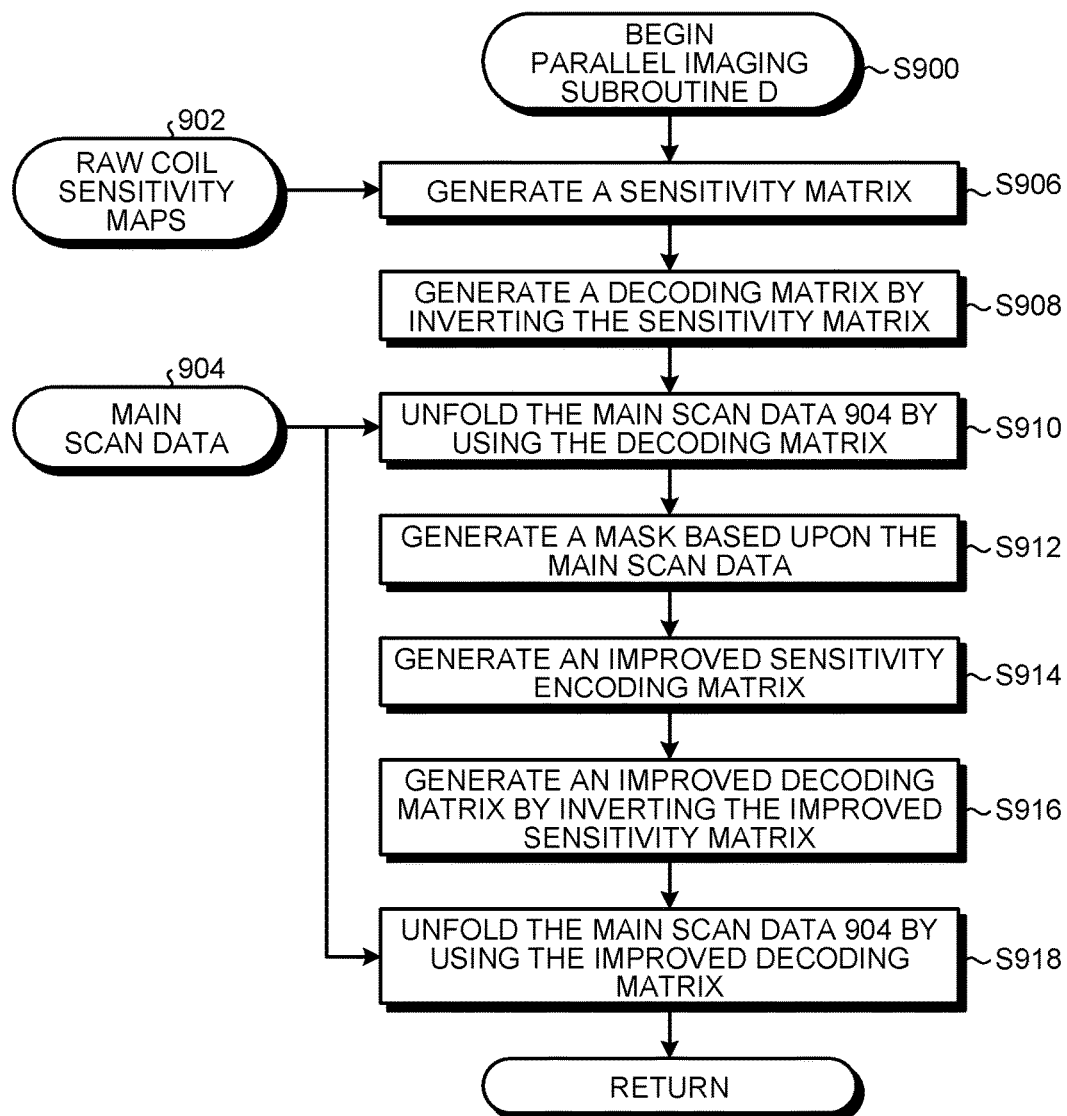 BEGIN
PARALLEL IMAGING
SUBROUTINE D
S900
902
RAW COIL
SENSITIVITY
MAPS
GENERATE A SENSITIVITY MATRIX
S906
GENERATE A DECODING MATRIX BY
INVERTING THE SENSITIVITY MATRIX
S908
904
MAIN
SCAN DATA
UNFOLD THE MAIN SCAN DATA 904 BY
USING THE DECODING MATRIX
S910
GENERATE A MASK BASED UPON THE
MAIN SCAN DATA
S912
GENERATE AN IMPROVED SENSITIVITY
ENCODING MATRIX
S914
GENERATE AN IMPROVED DECODING
MATRIX BY INVERTING THE IMPROVED
SENSITIVITY MATRIX
S916
UNFOLD THE MAIN SCAN DATA 904 BY
USING THE IMPROVED DECODING
MATRIX
S918
RETURN